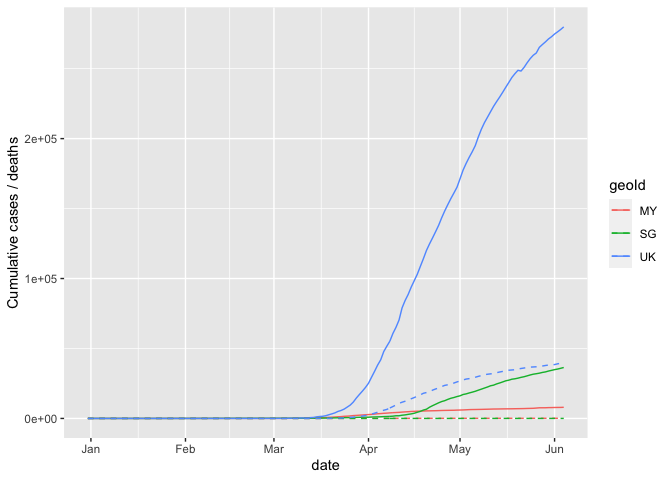 Cumulative cases / deaths
2e+05
1e+05
0e+00
Jan
Feb
Mar
Apr
May
Jun
date
geoId
MY
SG
UK